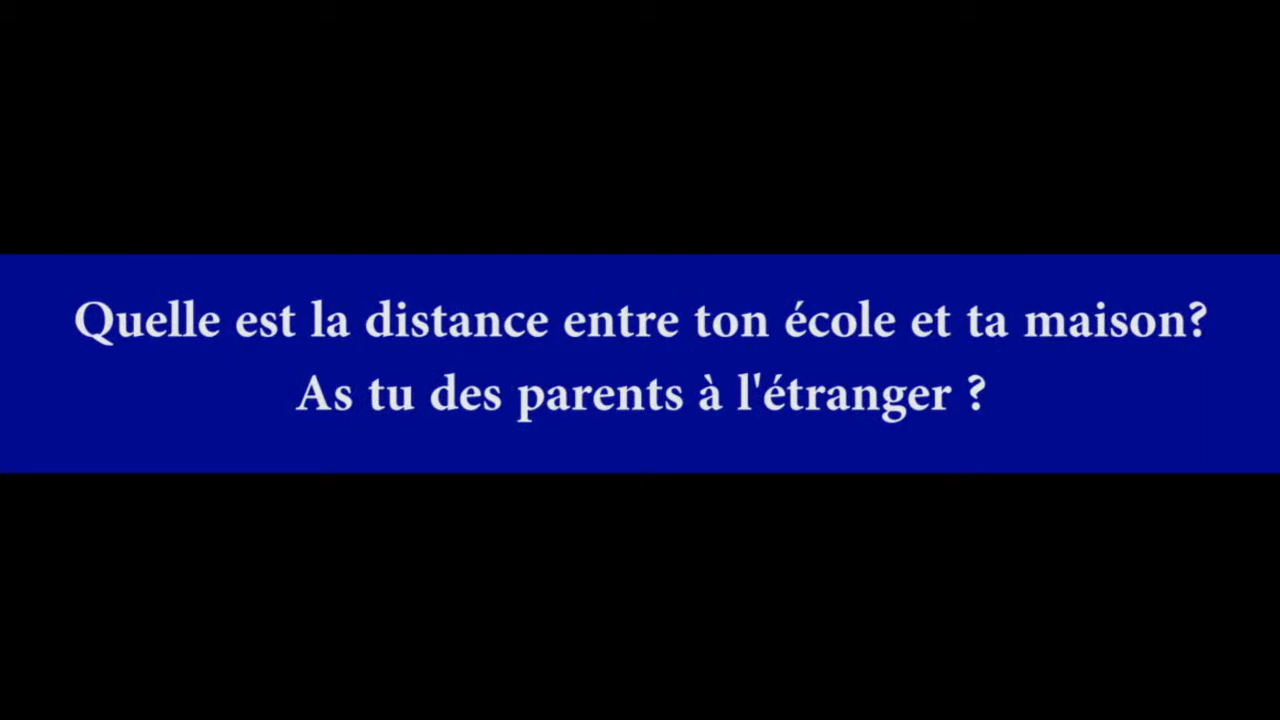 Quelle est la distance entre ton école et ta maison?
As tu des parents à l'étranger ?